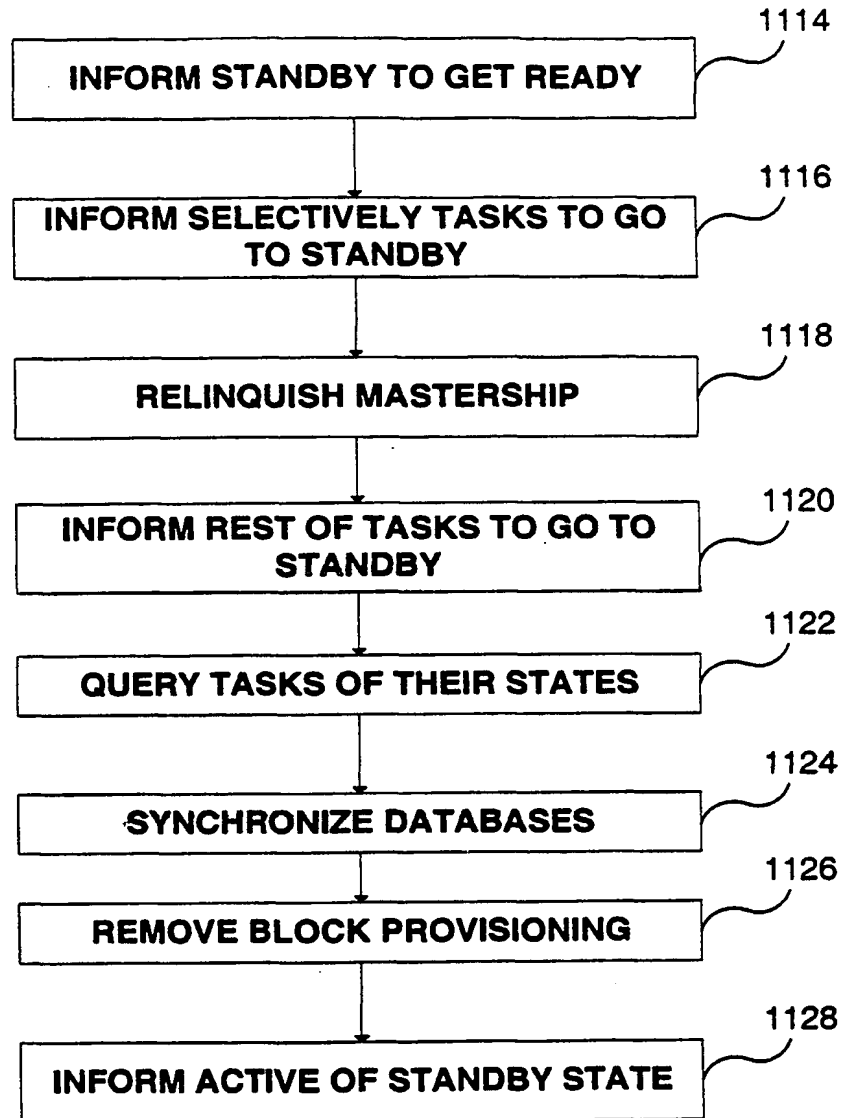 1114
INFORM STANDBY TO GET READY
1116
INFORM SELECTIVELY TASKS TO GO
TO STANDBY
1118
RELINQUISH MASTERSHIP
1120
INFORM REST OF TASKS TO GO TO
STANDBY
1122
QUERY TASKS OF THEIR STATES
1124
SYNCHRONIZE DATABASES
1126
REMOVE BLOCK PROVISIONING
1128
INFORM ACTIVE OF STANDBY STATE